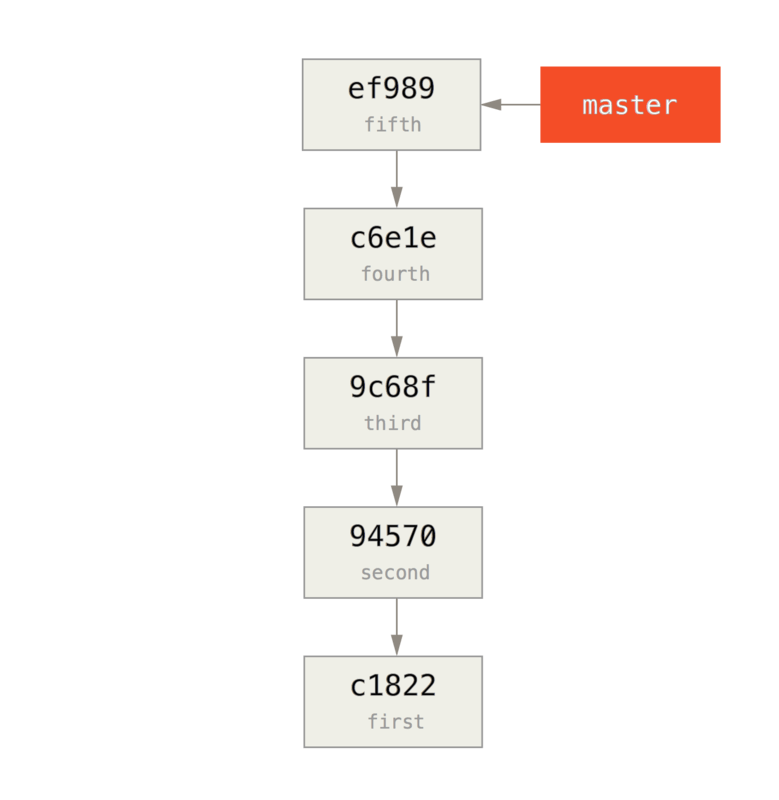 ef989
fifth
master
c6e1e
fourth
9c68f
third
94570
second
c1822
first